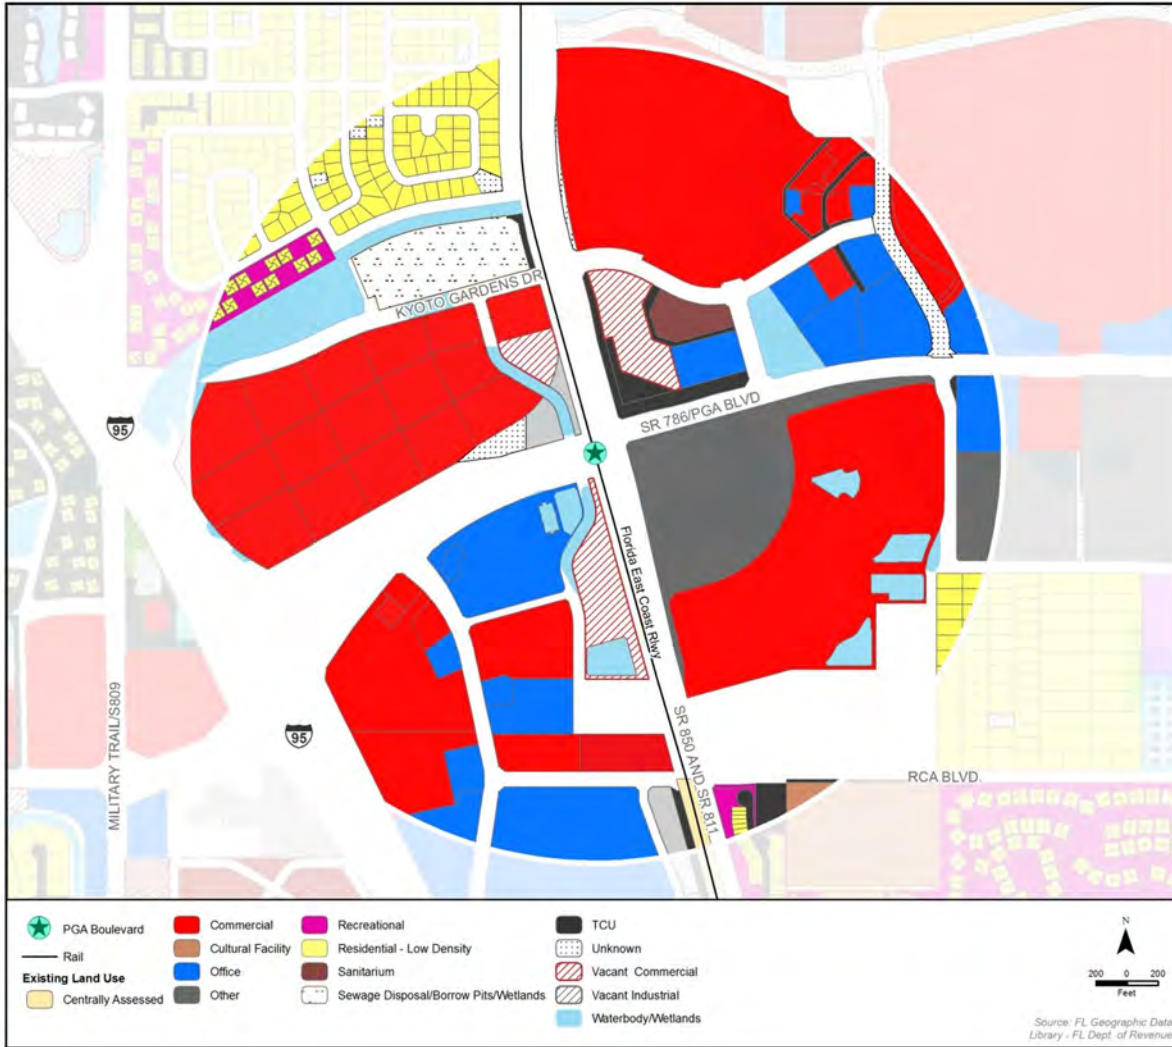 KYOTO GARDENS DR
SR 786/PGA BLVD
95
Florida East Coast Rlwy
MILITARY TRAIL/S809
95
SR 850 AND SR 811
RCA BLVD.
PGA Boulevard
Rail
Existing Land Use
Centrally Assessed
Commercial
Cultural Facility
Office
Other
Recreational
Residential - Low Density
Sanitarium
Sewage Disposal/Borrow Pits/Wetlands
TCU
Unknown
Vacant Commercial
Vacant Industrial
Waterbody/Wetlands
N
200 0 200
Feet
Source: FL Geographic Data
Library - FL Dept. of Revenue